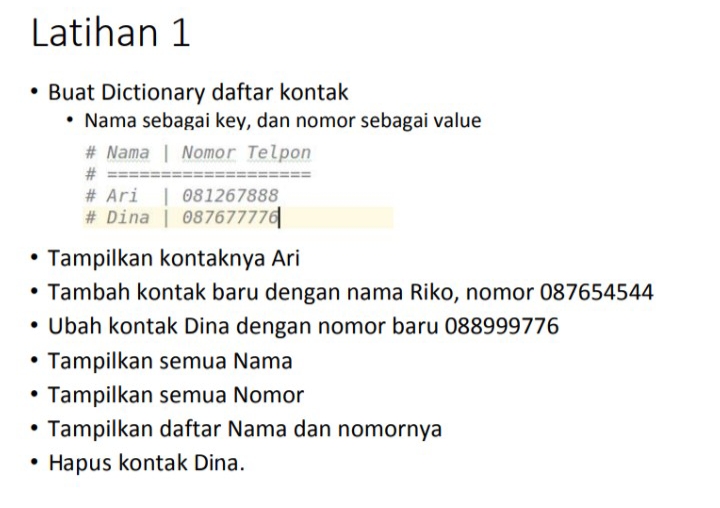 Latihan 1
• Buat Dictionary daftar kontak
• Nama sebagai key, dan nomor sebagai value
# Nama | Nomor Telpon
# ===================
# Ari  | 081267888
# Dina | 087677776
• Tampilkan kontaknya Ari
• Tambah kontak baru dengan nama Riko, nomor 087654544
• Ubah kontak Dina dengan nomor baru 088999776
• Tampilkan semua Nama
• Tampilkan semua Nomor
• Tampilkan daftar Nama dan nomornya
• Hapus kontak Dina.